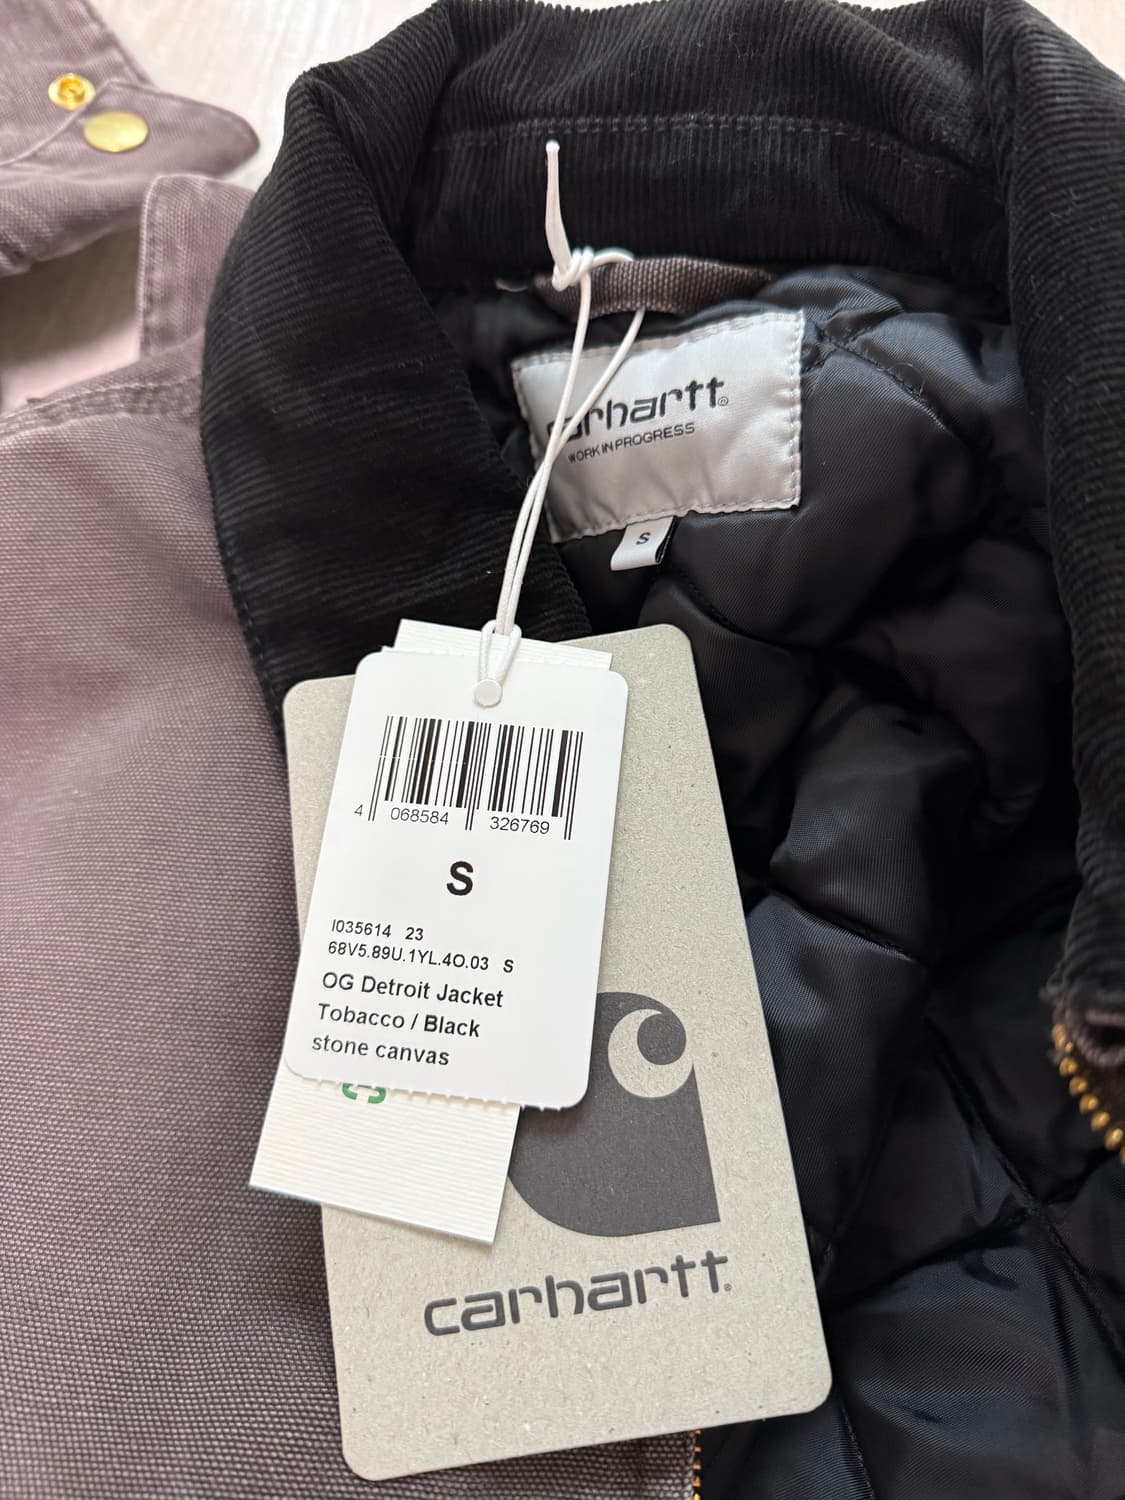 carhartt®
WORK IN PROGRESS
S
4 068584 326769
S
I035614 23
68V5.89U.1YL.4O.03 S
OG Detroit Jacket
Tobacco / Black
stone canvas
carhartt®